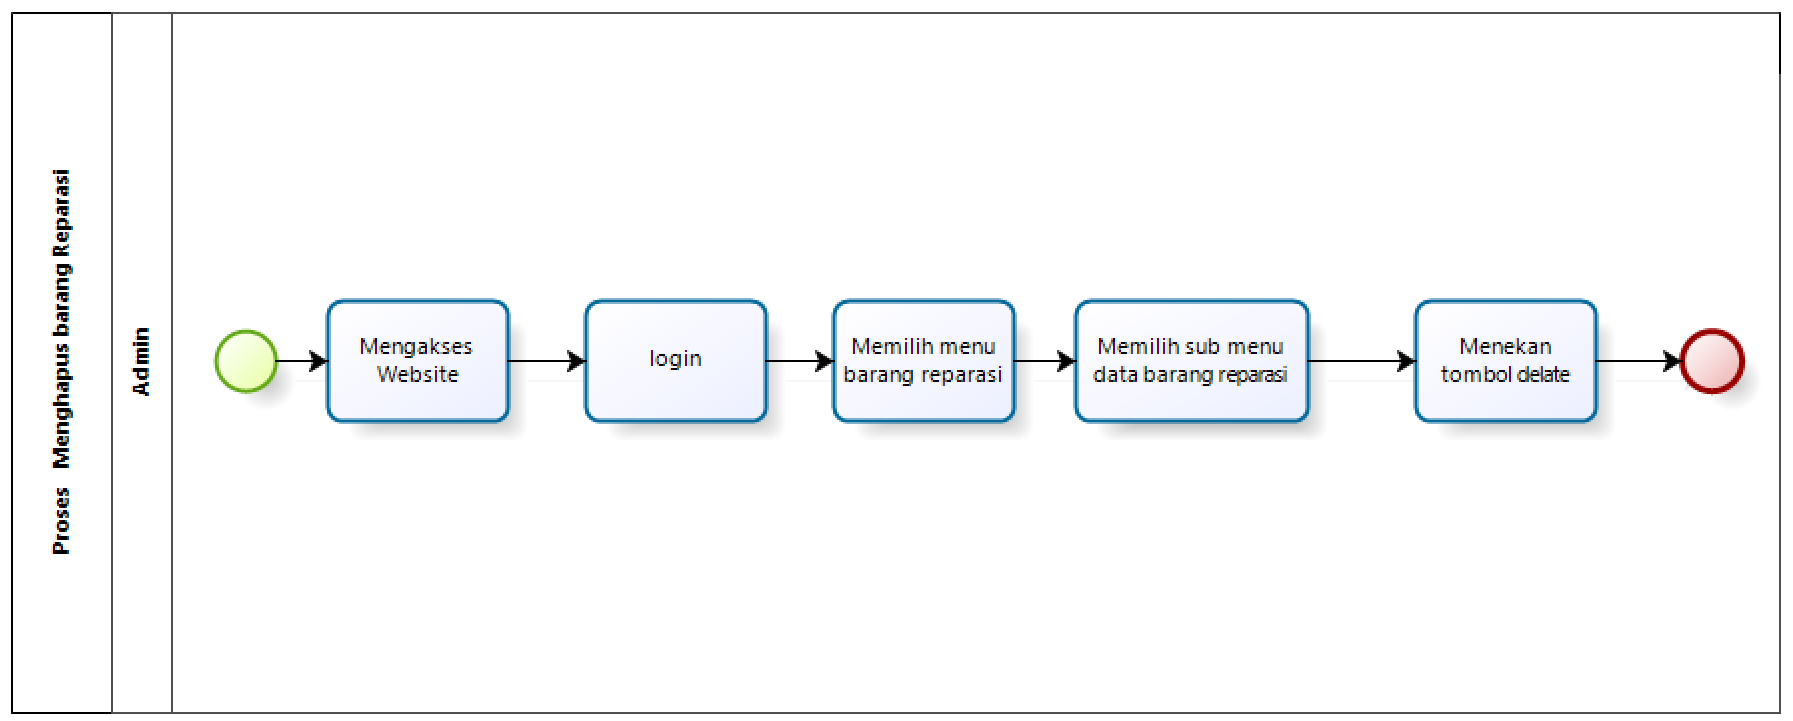 Proses Menghapus barang Reparasi
Admin
Mengakses
Website
login
Memilih menu
barang reparasi
Memilih sub menu
data barang reparasi
Menekan
tombol delate